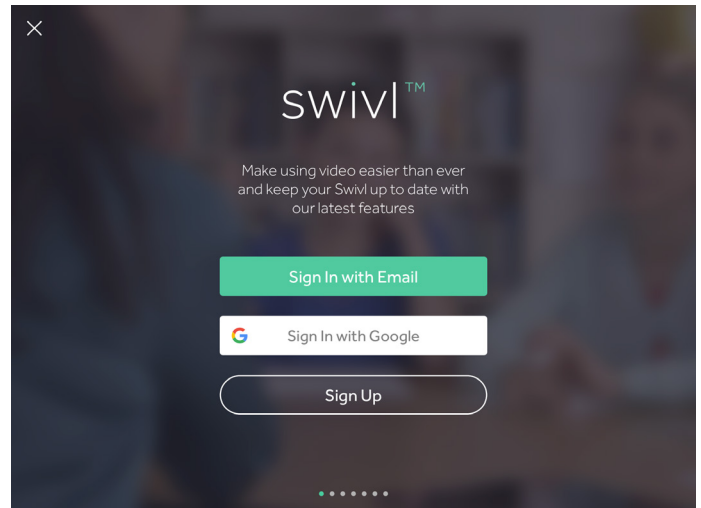 swivl™
Make using video easier than ever
and keep your Swivl up to date with
our latest features
Sign In with Email
Sign In with Google
Sign Up